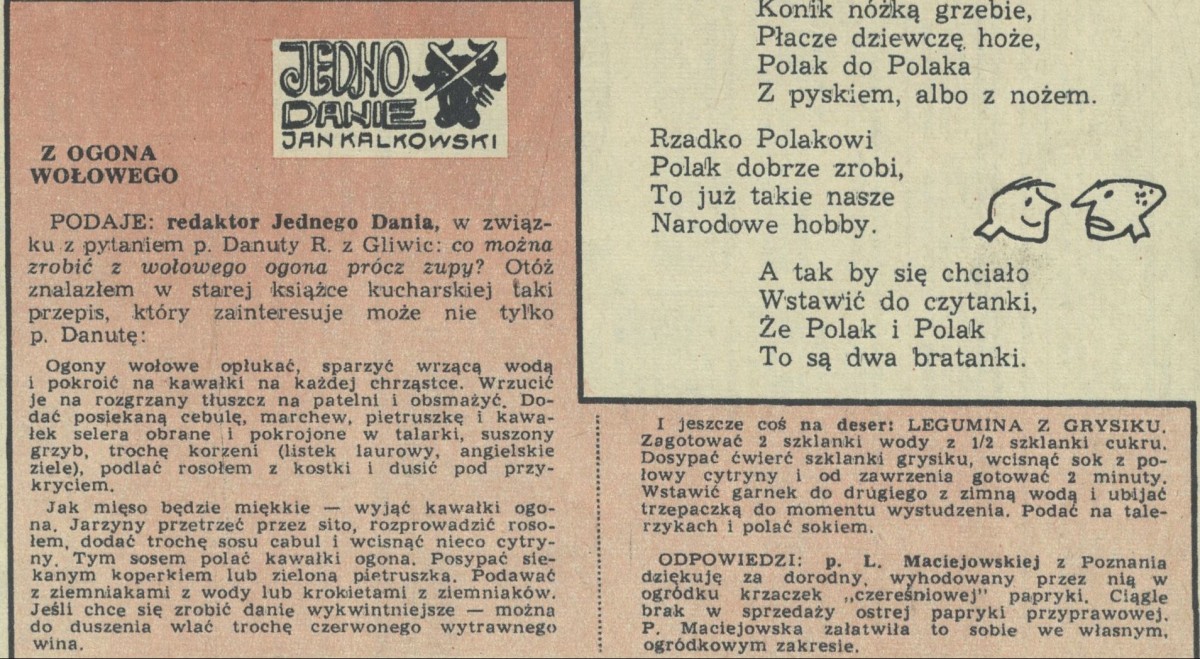 JEDNO
DANIE
JAN KALKOWSKI
Z OGONA
WOŁOWEGO
PODAJE: redaktor Jednego Dania, w związ-
ku z pytaniem p. Danuty R. z Gliwic: co można
zrobić z wołowego ogona prócz zupy? Otóż
znalazłem w starej książce kucharskiej taki
przepis, który zainteresuje może nie tylko
p. Danutę:
Ogony wołowe opłukać, sparzyć wrzącą wodą
i pokroić na kawałki na każdej chrząstce. Wrzucić
je na rozgrzany tłuszcz na patelni i obsmażyć. Do-
dać posiekaną cebulę, marchew, pietruszkę i kawa-
łek selera obrane i pokrojone w talarki, suszony
grzyb, trochę korzeni (listek laurowy, angielskie
ziele), podlać rosołem z kostki i dusić pod przy-
kryciem.
Jak mięso będzie miękkie — wyjąć kawałki ogo-
na. Jarzyny przetrzeć przez sito, rozprowadzić roso-
łem, dodać trochę sosu cabul i wcisnąć nieco cytry-
ny. Tym sosem polać kawałki ogona. Posypać sie-
kanym koperkiem lub zieloną pietruszka. Podawać
z ziemniakami z wody lub krokietami z ziemniaków.
Jeśli chce się zrobić danie wykwintniejsze — można
do duszenia wlać trochę czerwonego wytrawnego
wina.
Konik nóżką grzebie,
Płacze dziewczę hoże,
Polak do Polaka
Z pyskiem, albo z nożem.
Rzadko Polakowi
Polak dobrze zrobi,
To już takie nasze
Narodowe hobby.
A tak by się chciało
Wstawić do czytanki,
Że Polak i Polak
To są dwa bratanki.
I jeszcze coś na deser: LEGUMINA Z GRYSIKU.
Zagotować 2 szklanki wody z 1/2 szklanki cukru.
Dosypać ćwierć szklanki grysiku, wcisnąć sok z po-
łowy cytryny i od zawrzenia gotować 2 minuty.
Wstawić garnek do drugiego z zimną wodą i ubijać
trzepaczką do momentu wystudzenia. Podać na tale-
rzykach i polać sokiem.
ODPOWIEDZI: p. L. Maciejowskiej z Poznania
dziękuję za dorodny, wyhodowany przez nią w
ogródku krzaczek „czereśniowej" papryki. Ciągle
brak w sprzedaży ostrej papryki przyprawowej.
P. Maciejowska załatwiła to sobie we własnym,
ogródkowym zakresie.